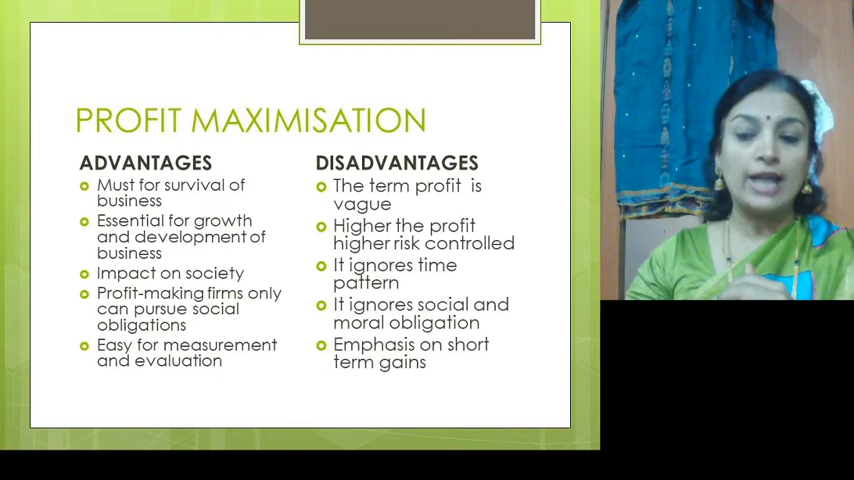 PROFIT MAXIMISATION
ADVANTAGES
Must for survival of
business
Essential for growth
and development of
business
Impact on society
Profit-making firms only
can pursue social
obligations
Easy for measurement
and evaluation
DISADVANTAGES
The term profit is
vague
Higher the profit
higher risk controlled
It ignores time
pattern
It ignores social and
moral obligation
Emphasis on short
term gains